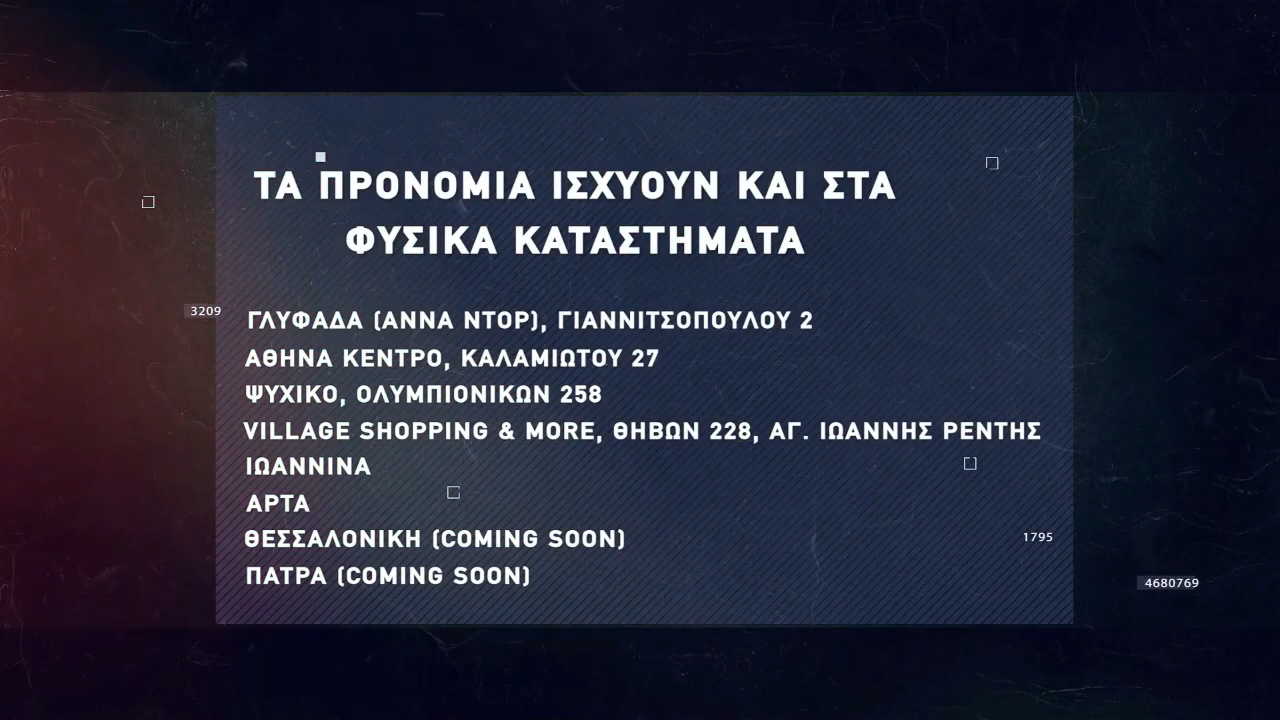 ΤΑ ΠΡΟΝΟΜΙΑ ΙΣΧΥΟΥΝ ΚΑΙ ΣΤΑ
ΦΥΣΙΚΑ ΚΑΤΑΣΤΗΜΑΤΑ
3209
ΓΛΥΦΑΔΑ (ΑΝΝΑ ΝΤΟΡ), ΓΙΑΝΝΙΤΣΟΠΟΥΛΟΥ 2
ΑΘΗΝΑ ΚΕΝΤΡΟ, ΚΑΛΑΜΙΩΤΟΥ 27
ΨΥΧΙΚΟ, ΟΛΥΜΠΙΟΝΙΚΩΝ 258
VILLAGE SHOPPING & MORE, ΘΗΒΩΝ 228, ΑΓ. ΙΩΑΝΝΗΣ ΡΕΝΤΗΣ
ΙΩΑΝΝΙΝΑ
ΑΡΤΑ
ΘΕΣΣΑΛΟΝΙΚΗ (COMING SOON)
1795
ΠΑΤΡΑ (COMING SOON)
4680769